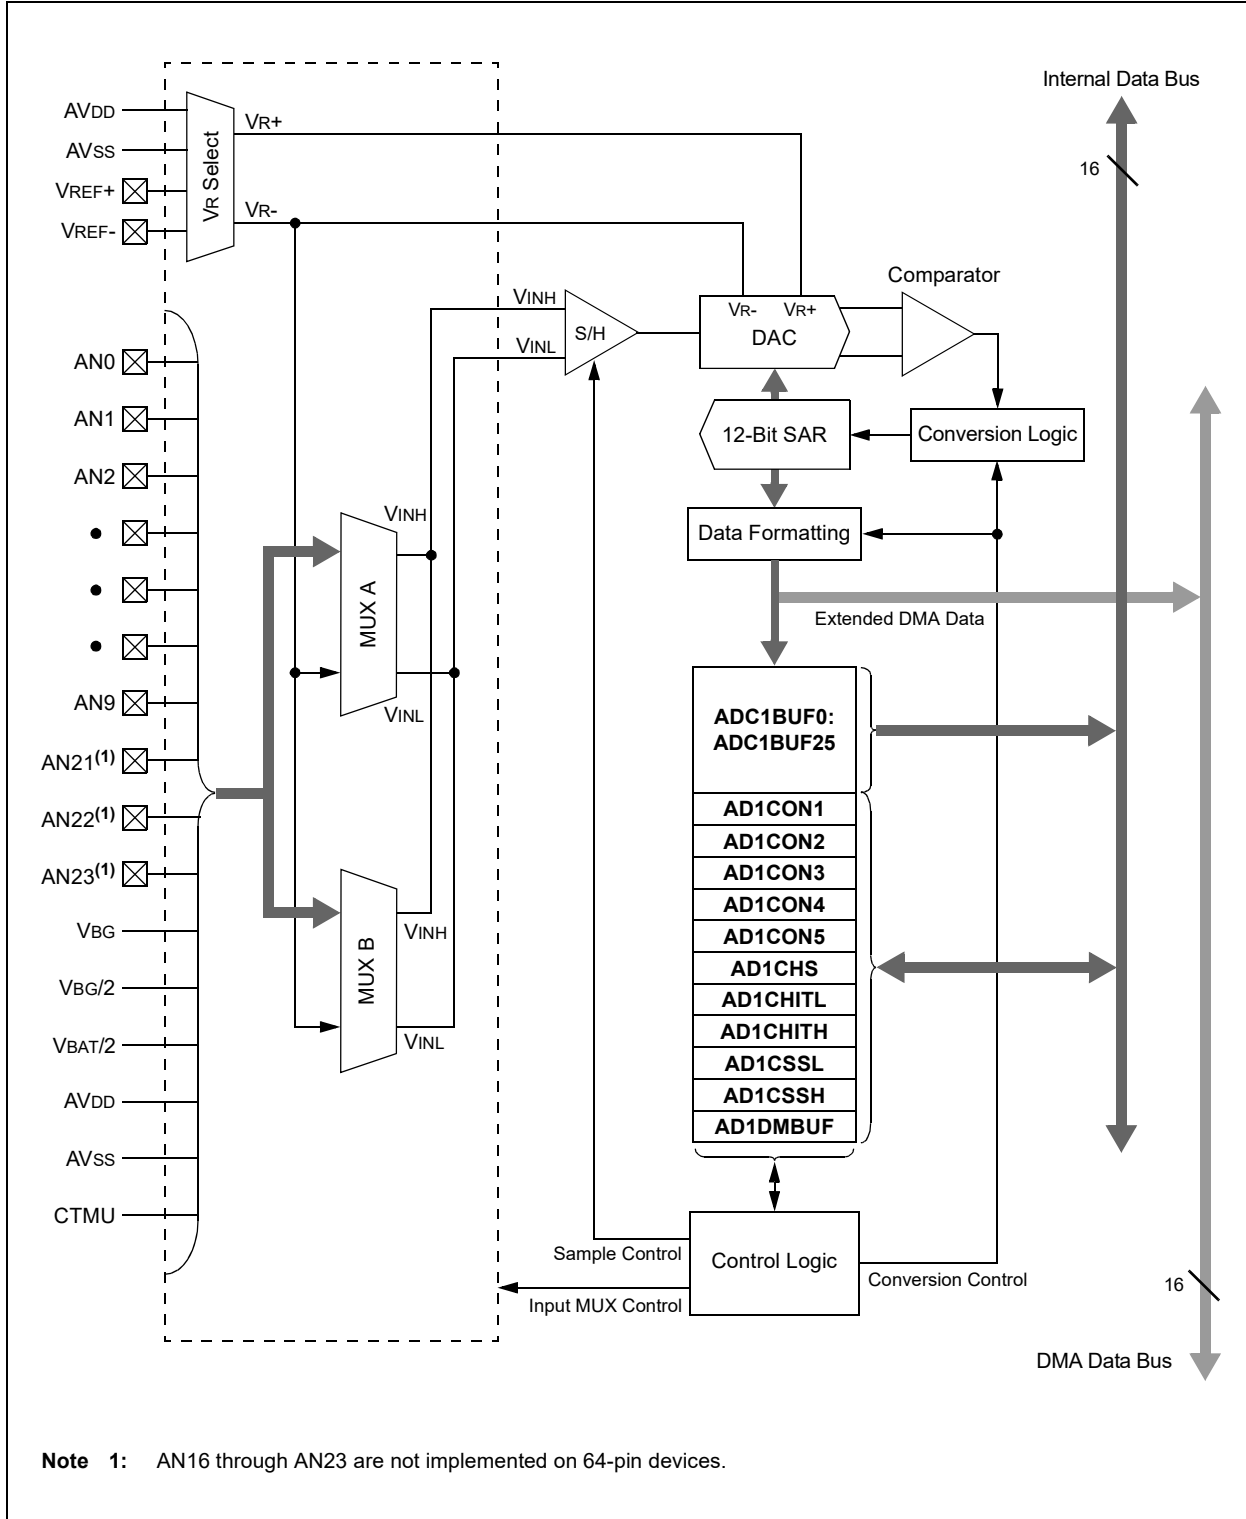 Internal Data Bus
AVDD
AVSS
VREF+
VREF-
VR Select
VR+
VR-
16
Comparator
VINH
VINL
S/H
VR- VR+
DAC
AN0
AN1
AN2
12-Bit SAR
Conversion Logic
•
•
•
VINH
MUX A
VINL
Data Formatting
Extended DMA Data
AN9
AN21(1)
AN22(1)
AN23(1)
ADC1BUF0:
ADC1BUF25
AD1CON1
AD1CON2
AD1CON3
AD1CON4
AD1CON5
AD1CHS
AD1CHITL
AD1CHITH
AD1CSSL
AD1CSSH
AD1DMBUF
VBG
VBG/2
VBAT/2
AVDD
AVSS
CTMU
MUX B
VINH
VINL
Sample Control
Control Logic
Input MUX Control
Conversion Control
16
DMA Data Bus
Note 1: AN16 through AN23 are not implemented on 64-pin devices.